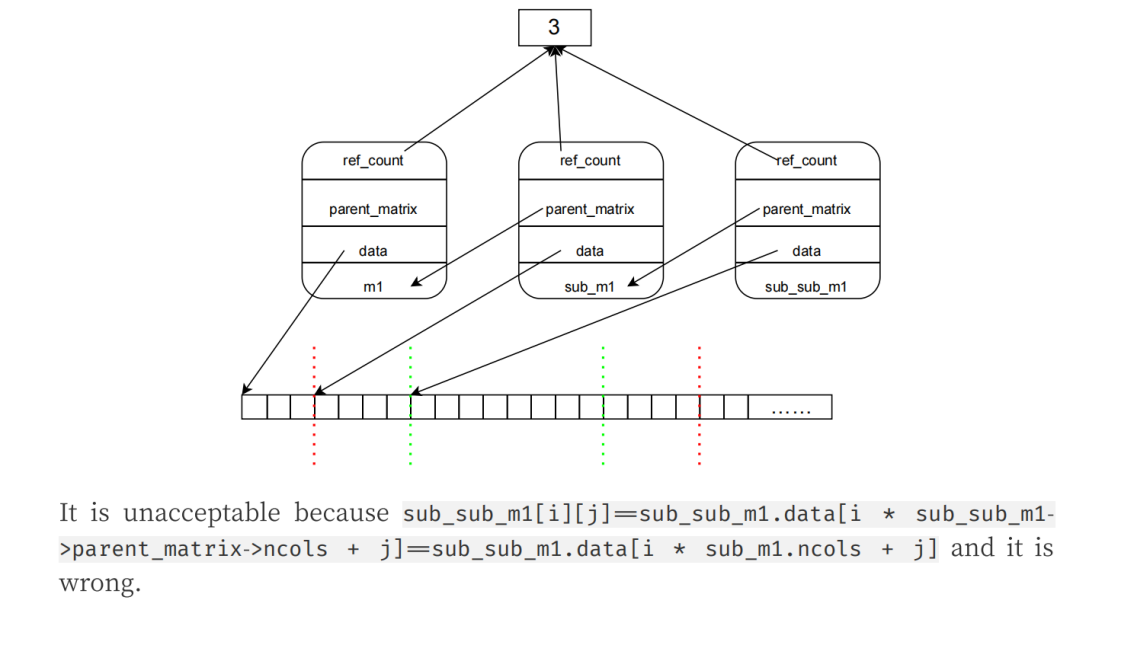 3
ref_count ref_count ref_count
parent_matrix parent_matrix parent_matrix
data data data
m1 sub_m1 sub_sub_m1
......
It is unacceptable because sub_sub_m1[i][j]==sub_sub_m1.data[i * sub_sub_m1-
>parent_matrix->ncols + j]==sub_sub_m1.data[i * sub_m1.ncols + j] and it is
wrong.